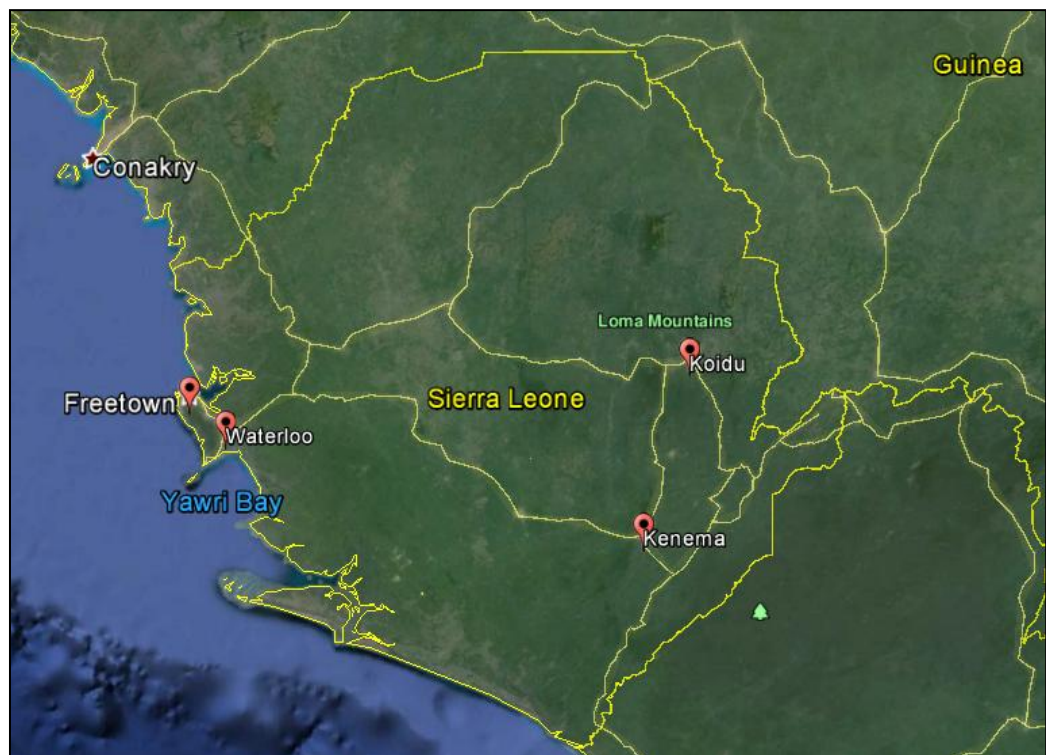 Guinea
Conakry
Loma Mountains
Koidu
Freetown
Sierra Leone
Waterloo
Yawri Bay
Kenema